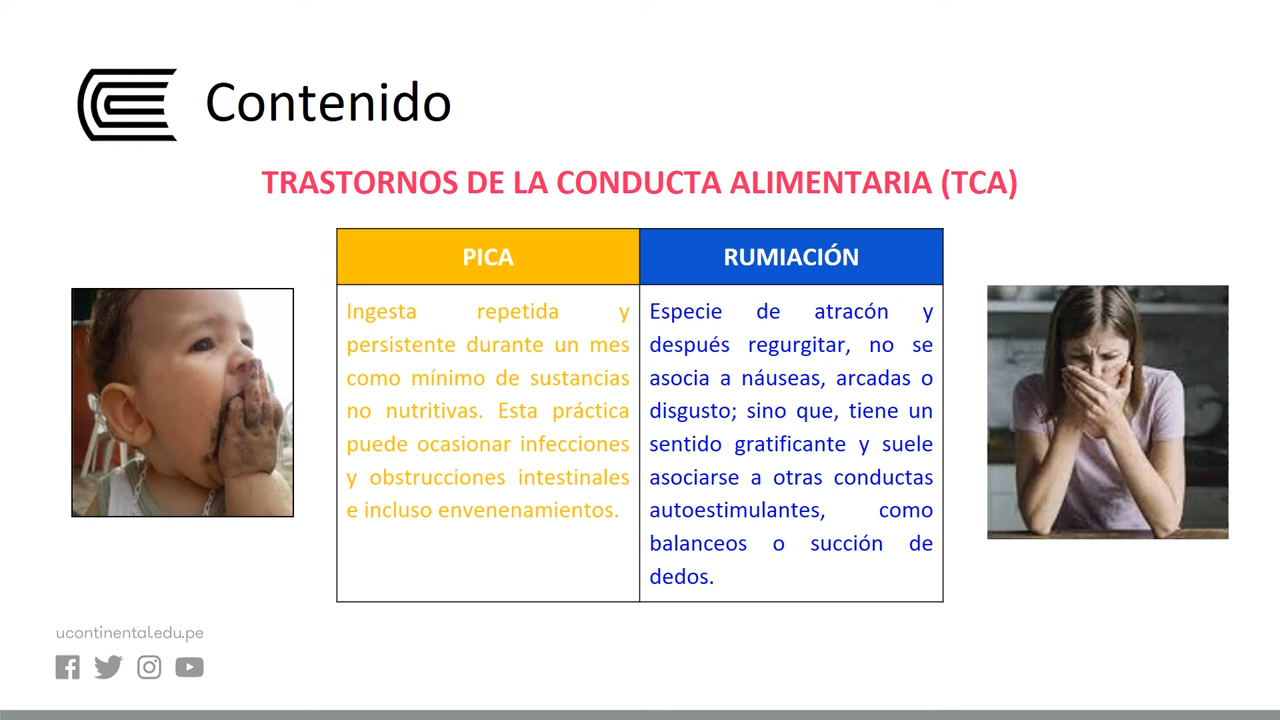 Contenido
TRASTORNOS DE LA CONDUCTA ALIMENTARIA (TCA)
PICA
Ingesta repetida y
persistente durante un mes
como mínimo de sustancias
no nutritivas. Esta práctica
puede ocasionar infecciones
y obstrucciones intestinales
e incluso envenenamientos.
RUMIACIÓN
Especie de atracón y
después regurgitar, no se
asocia a náuseas, arcadas o
disgusto; sino que, tiene un
sentido gratificante y suele
asociarse a otras conductas
autoestimulantes, como
balanceos o succión de
dedos.
ucontinental.edu.pe